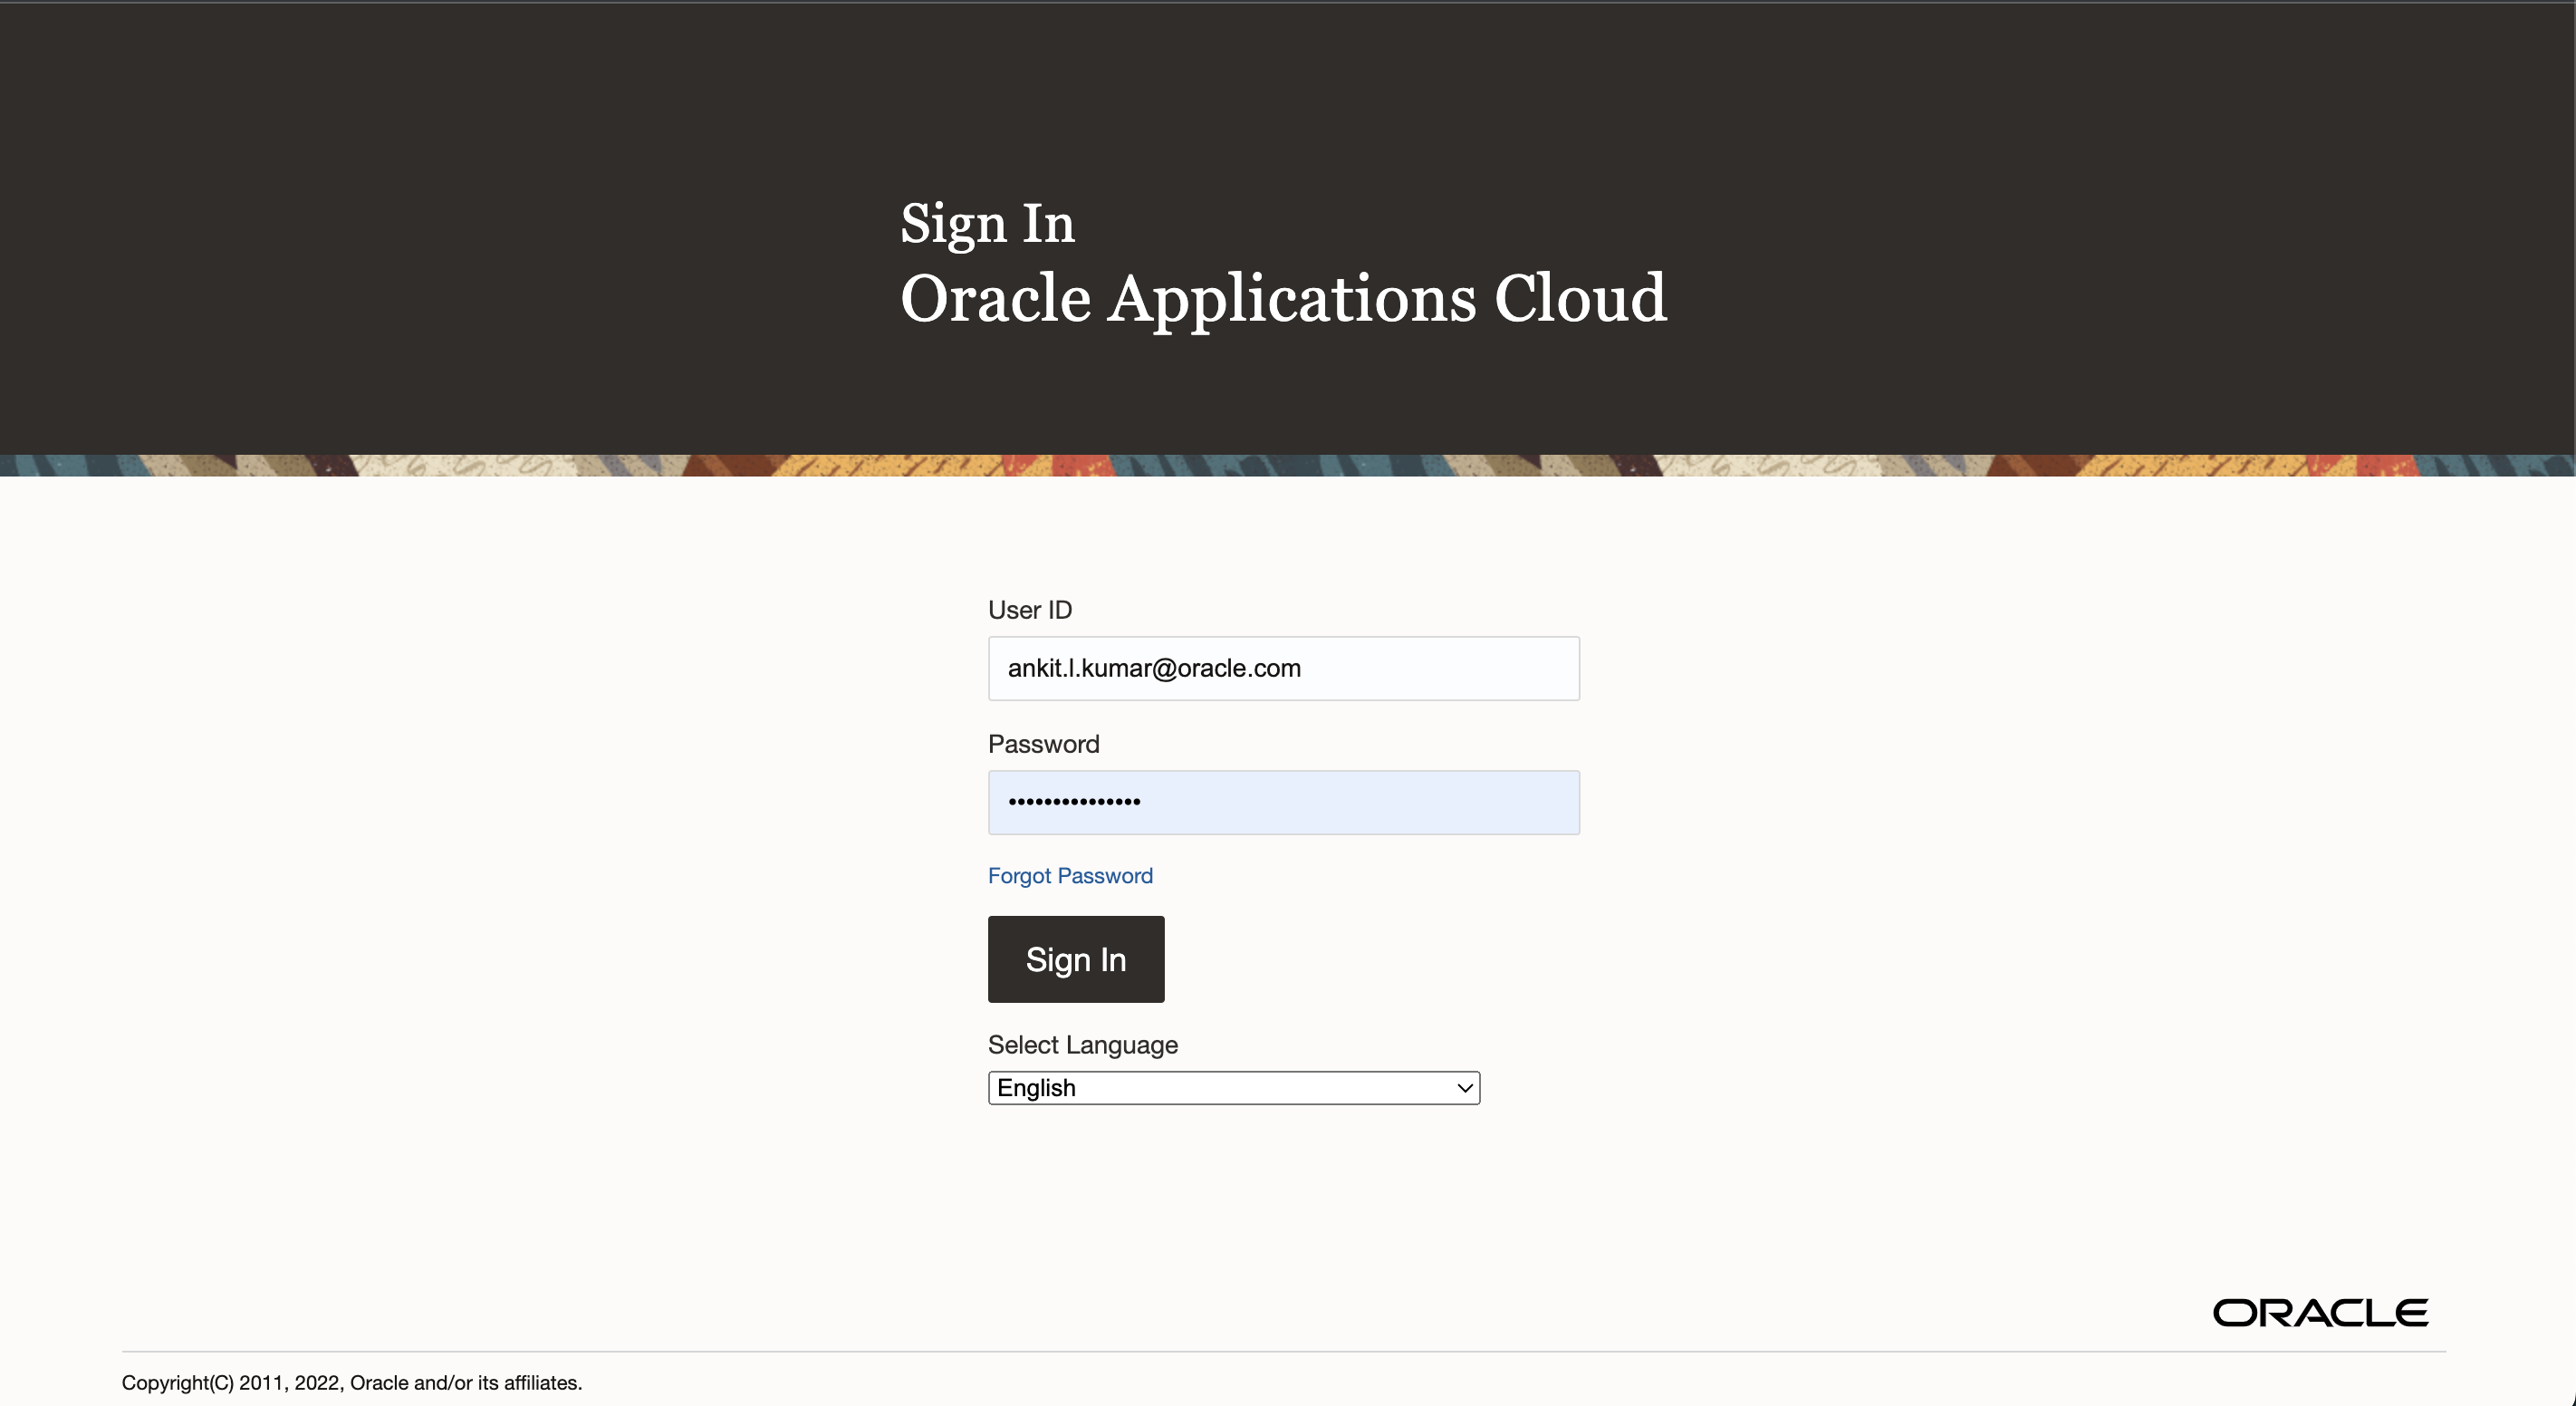 Sign In
Oracle Applications Cloud
User ID
ankit.l.kumar@oracle.com
Password
•••••••••••••••
Forgot Password
Sign In
Select Language
English
ORACLE
Copyright(C) 2011, 2022, Oracle and/or its affiliates.